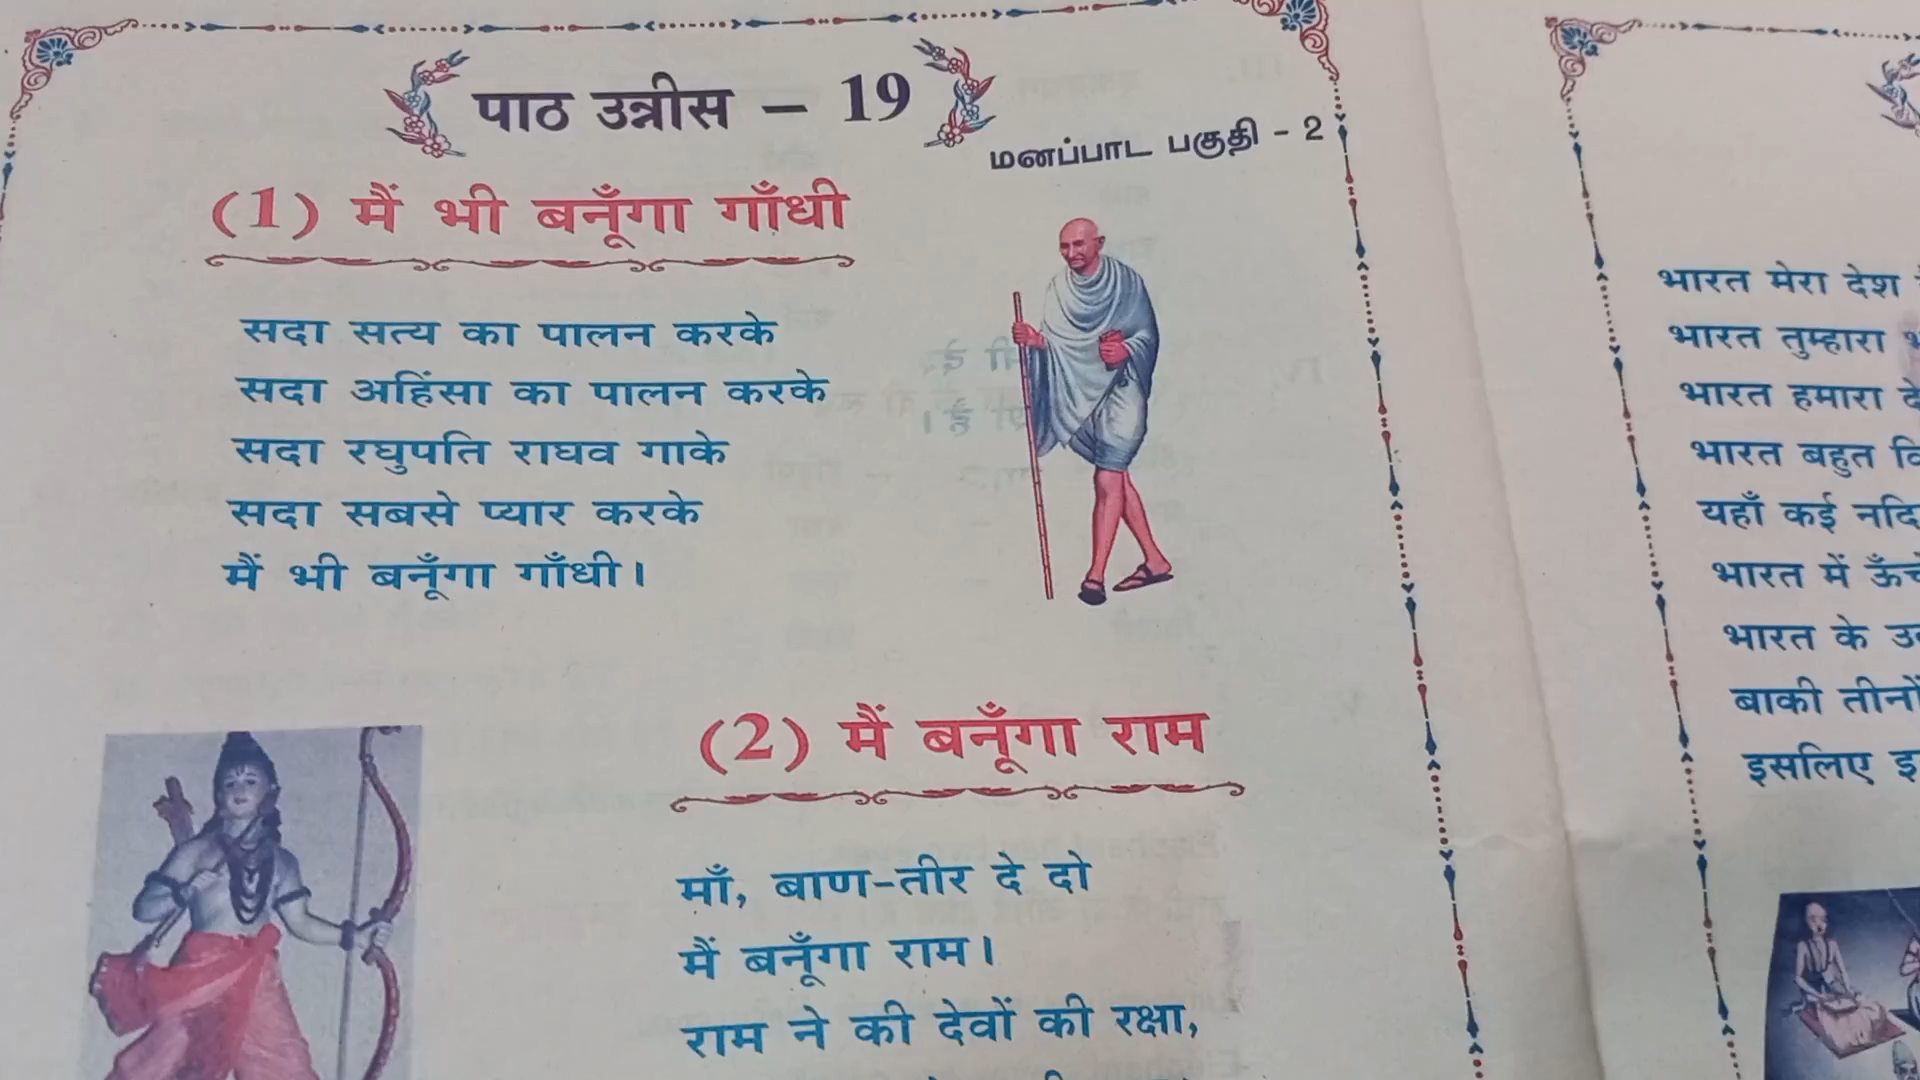 पाठ उन्नीस – 19
மனப்பாட பகுதி - 2
(1) मैं भी बनूँगा गाँधी
सदा सत्य का पालन करके
सदा अहिंसा का पालन करके
सदा रघुपति राघव गाके
सदा सबसे प्यार करके
मैं भी बनूँगा गाँधी।
(2) मैं बनूँगा राम
माँ, बाण-तीर दे दो
मैं बनूँगा राम।
राम ने की देवों की रक्षा,
भारत मेरा देश
भारत तुम्हारा
भारत हमारा
भारत बहुत
यहाँ कई
भारत में
भारत के
बाकी
इसलिए